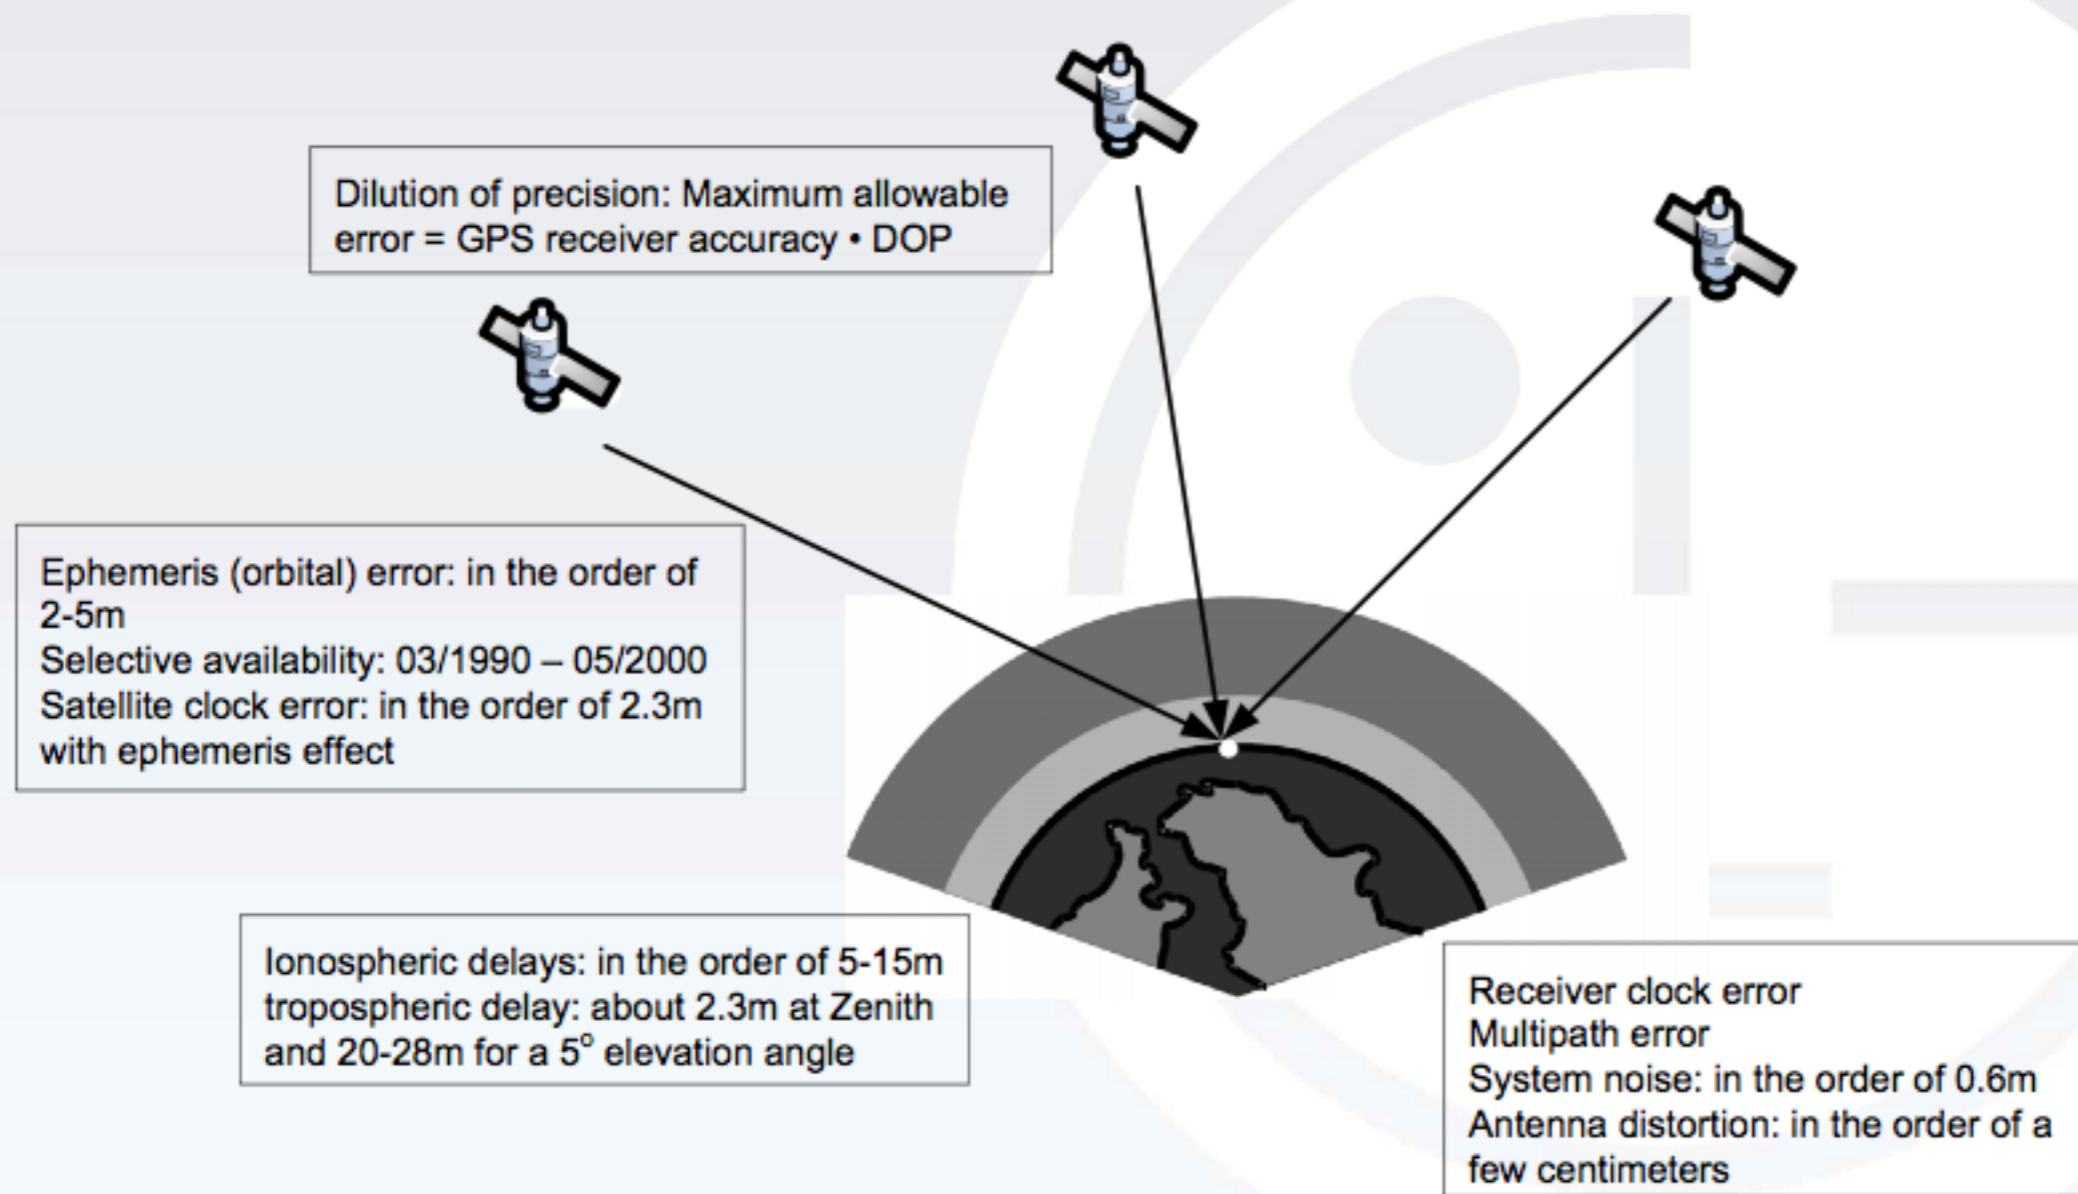 Dilution of precision: Maximum allowable
error = GPS receiver accuracy • DOP
Ephemeris (orbital) error: in the order of
2-5m
Selective availability: 03/1990 – 05/2000
Satellite clock error: in the order of 2.3m
with ephemeris effect
Ionospheric delays: in the order of 5-15m
tropospheric delay: about 2.3m at Zenith
and 20-28m for a 5° elevation angle
Receiver clock error
Multipath error
System noise: in the order of 0.6m
Antenna distortion: in the order of a
few centimeters